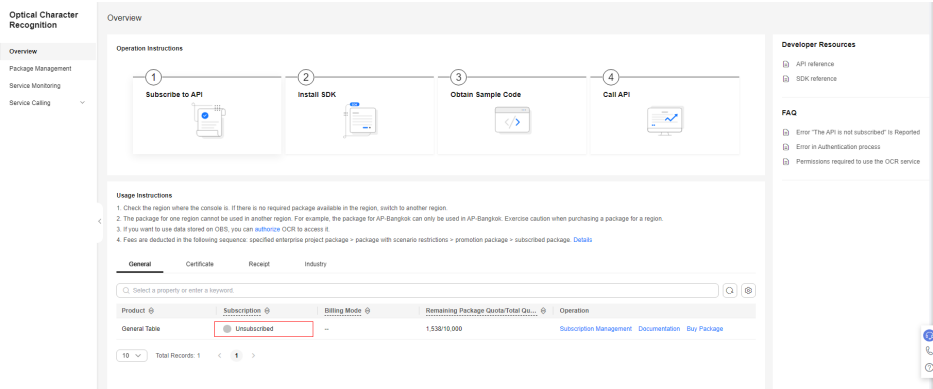 Optical Character
Recognition
Overview
Package Management
Service Monitoring
Service Calling
Overview
Operation Instructions
1
Subscribe to API
2
Install SDK
3
Obtain Sample Code
4
Call API
Usage Instructions
1. Check the region where the console is. If there is no required package available in the region, switch to another region.
2. The package for one region cannot be used in another region. For example, the package for AP-Bangkok can only be used in AP-Bangkok. Exercise caution when purchasing a package for a region.
3. If you want to use data stored on OBS, you can authorize OCR to access it.
4. Fees are deducted in the following sequence: specified enterprise project package > package with scenario restrictions > promotion package > subscribed package. Details
General Certificate Receipt Industry
Select a property or enter a keyword.
Product Subscription Billing Mode Remaining Package Quota/Total Qu... Operation
General Table Unsubscribed -- 1,538/10,000 Subscription Management Documentation Buy Package
10 Total Records: 1 < 1 >
Developer Resources
API reference
SDK reference
FAQ
Error "The API is not subscribed" Is Reported
Error in Authentication process
Permissions required to use the OCR service